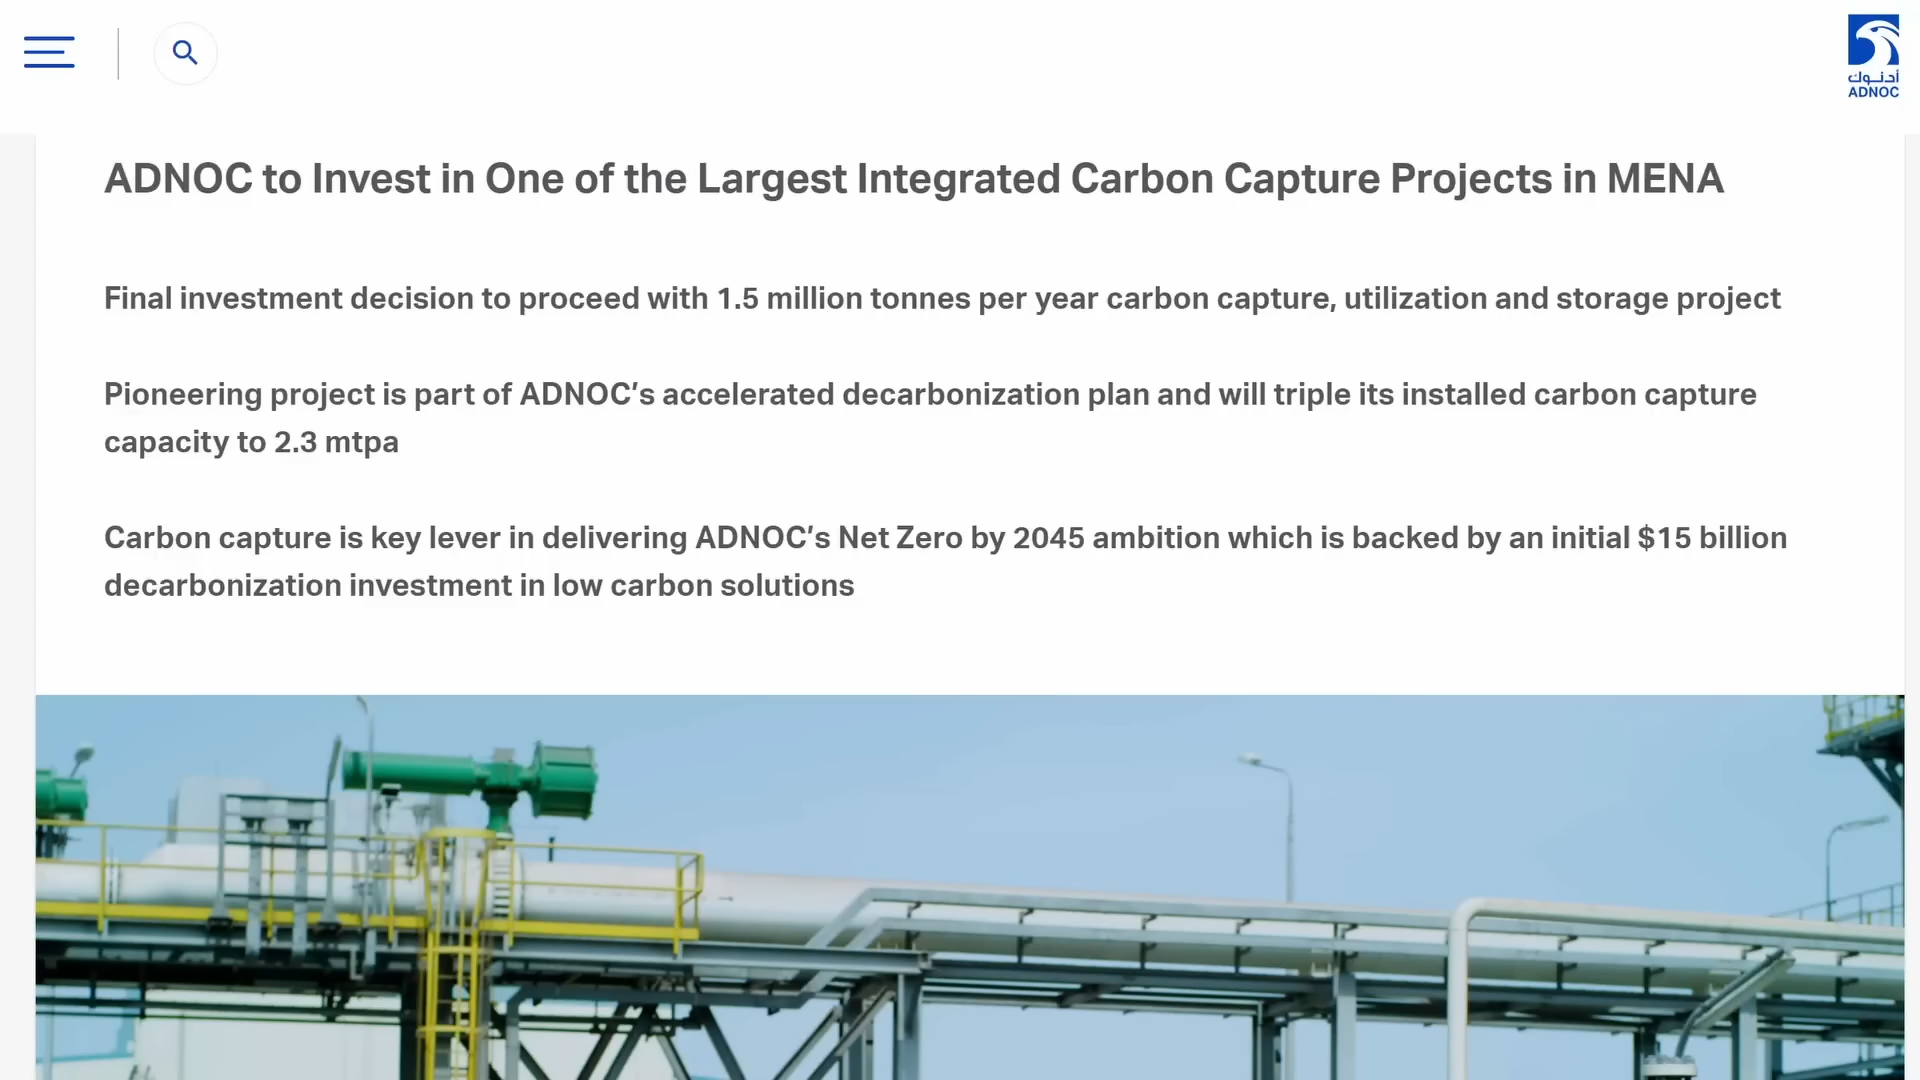 أدنوك
ADNOC
ADNOC to Invest in One of the Largest Integrated Carbon Capture Projects in MENA
Final investment decision to proceed with 1.5 million tonnes per year carbon capture, utilization and storage project
Pioneering project is part of ADNOC’s accelerated decarbonization plan and will triple its installed carbon capture
capacity to 2.3 mtpa
Carbon capture is key lever in delivering ADNOC’s Net Zero by 2045 ambition which is backed by an initial $15 billion
decarbonization investment in low carbon solutions